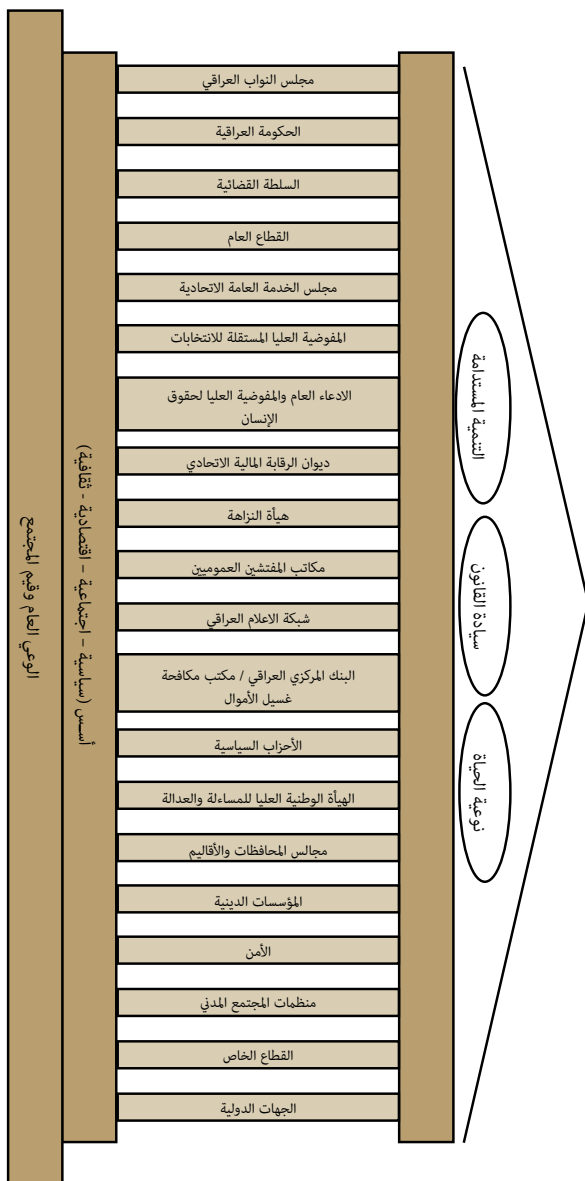 مجلس النواب العراقي
الحكومة العراقية
السلطة القضائية
القطاع العام
مجلس الخدمة العامة الاتحادية
المفوضية العليا المستقلة للانتخابات
الادعاء العام والمفوضية العليا لحقوق
الإنسان
ديوان الرقابة المالية الاتحادي
هيأة النزاهة
مكاتب المفتشين العموميين
شبكة الاعلام العراقي
البنك المركزي العراقي / مكتب مكافحة
غسيل الأموال
الأحزاب السياسية
الهيأة الوطنية العليا للمساءلة والعدالة
مجالس المحافظات والأقاليم
المؤسسات الدينية
الأمن
منظمات المجتمع المدني
القطاع الخاص
الجهات الدولية
التنمية المستدامة
سيادة القانون
نوعية الحياة
أسس (سياسية – اجتماعية – اقتصادية - ثقافية)
الوعي العام وقيم المجتمع